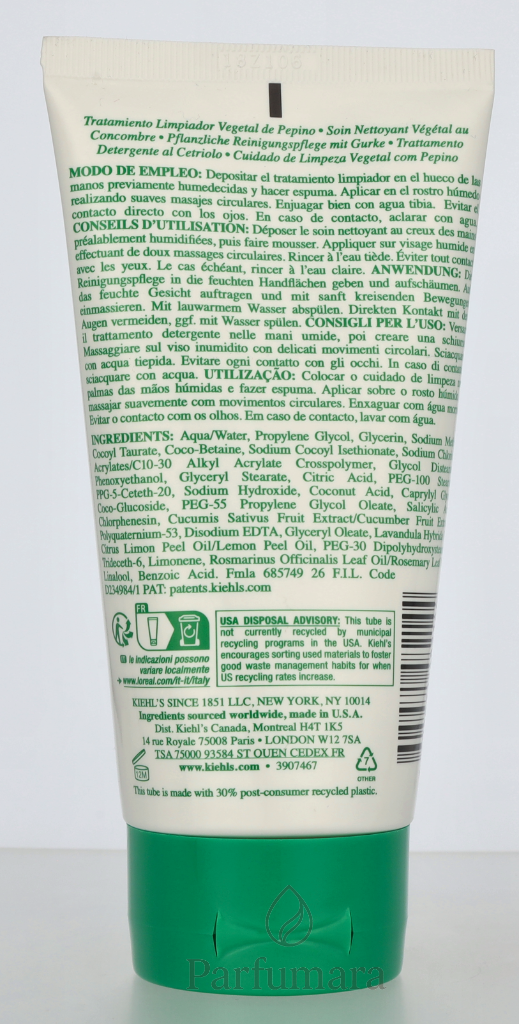 Tratamiento Limpiador Vegetal de Pepino • Soin Nettoyant Végétal au
Concombre • Pflanzliche Reinigungspflege mit Gurke • Trattamento
Detergente al Cetriolo • Cuidado de Limpeza Vegetal com Pepino
MODO DE EMPLEO: Depositar el tratamiento limpiador en el hueco de las
manos previamente humedecidas y hacer espuma. Aplicar en el rostro húmedo
realizando suaves masajes circulares. Enjuagar bien con agua tibia. Evitar el
contacto directo con los ojos. En caso de contacto, aclarar con agua.
CONSEILS D'UTILISATION: Déposer le soin nettoyant au creux des mains
préalablement humidifiées, puis faire mousser. Appliquer sur visage humide en
effectuant de doux massages circulaires. Rincer à l'eau tiède. Éviter tout contact
avec les yeux. Le cas échéant, rincer à l'eau claire. ANWENDUNG:
Reinigungspflege in die feuchten Handflächen geben und aufschäumen.
das feuchte Gesicht auftragen und mit sanft kreisenden Bewegungen
einmassieren. Mit lauwarmem Wasser abspülen. Direkten Kontakt mit
Augen vermeiden, ggf. mit Wasser spülen. CONSIGLI PER L'USO:
il trattamento detergente nelle mani umide, poi creare una
Massaggiare sul viso inumidito con delicati movimenti circolari.
con acqua tiepida. Evitare ogni contatto con gli occhi. In caso di
sciacquare con acqua. UTILIZAÇÃO: Colocar o cuidado de limpeza
palmas das mãos húmidas e fazer espuma. Aplicar sobre o rosto
massajar suavemente com movimentos circulares. Enxaguar com água
Evitar o contacto com os olhos. Em caso de contacto, lavar com água.
INGREDIENTS: Aqua/Water, Propylene Glycol, Glycerin, Sodium
Cocoyl Taurate, Coco-Betaine, Sodium Cocoyl Isethionate, Sodium
Acrylates/C10-30 Alkyl Acrylate Crosspolymer, Glycol
Phenoxyethanol, Glyceryl Stearate, Citric Acid, PEG-100
PPG-5-Ceteth-20, Sodium Hydroxide, Coconut Acid, Caprylyl
Coco-Glucoside, PEG-55 Propylene Glycol Oleate, Salicylic
Chlorphenesin, Cucumis Sativus Fruit Extract/Cucumber Fruit
Polyquaternium-53, Disodium EDTA, Glyceryl Oleate, Lavandula
Citrus Limon Peel Oil/Lemon Peel Oil, PEG-30
Trideceth-6, Limonene, Rosmarinus Officinalis Leaf Oil/Rosemary
Linalool, Benzoic Acid. Fmla 685749 26 F.I.L. Code
D234984/1 PAT: patents.kiehls.com
FR
le indicazioni possono
variare localmente
www.loreal.com/it-it/Italy
USA DISPOSAL ADVISORY: This tube is
not currently recycled by municipal
recycling programs in the USA. Kiehl's
encourages sorting used materials to foster
good waste management habits for when
US recycling rates increase.
KIEHL'S SINCE 1851 LLC, NEW YORK, NY 10014
Ingredients sourced worldwide, made in U.S.A.
Dist. Kiehl's Canada, Montreal H4T 1K5
14 rue Royale 75008 Paris • LONDON W12 7SA
TSA 75000 93584 ST OUEN CEDEX FR
www.kiehls.com • 3907467
12M
7
OTHER
This tube is made with 30% post-consumer recycled plastic.
Parfumara